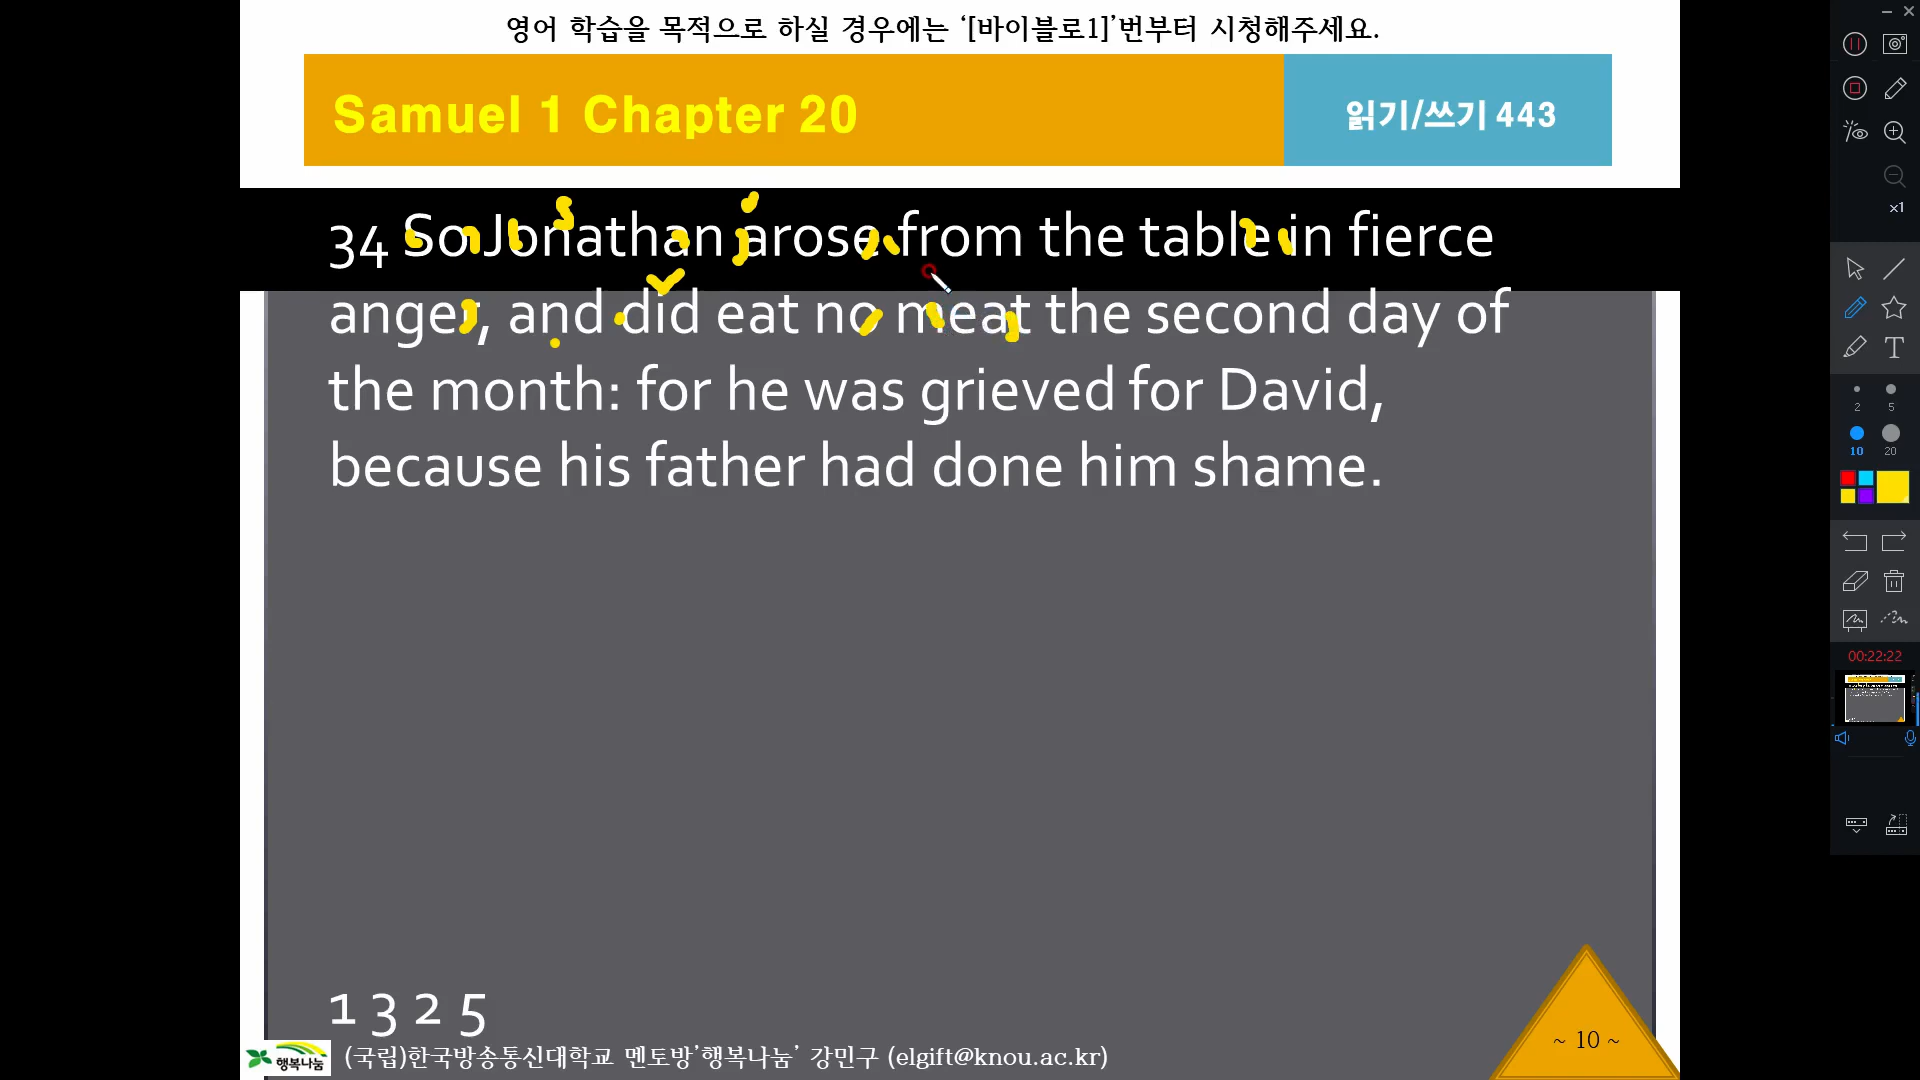 영어 학습을 목적으로 하실 경우에는 ‘[바이블로1]’번부터 시청해주세요.
Samuel 1 Chapter 20
읽기/쓰기 443
34 So Jonathan arose from the table in fierce
anger, and did eat no meat the second day of
the month: for he was grieved for David,
because his father had done him shame.
1 3 2 5
행복나눔
(국립)한국방송통신대학교 멘토방’행복나눔’ 강민구 (elgift@knou.ac.kr)
~ 10 ~
x1
2
5
10
20
00:22:22